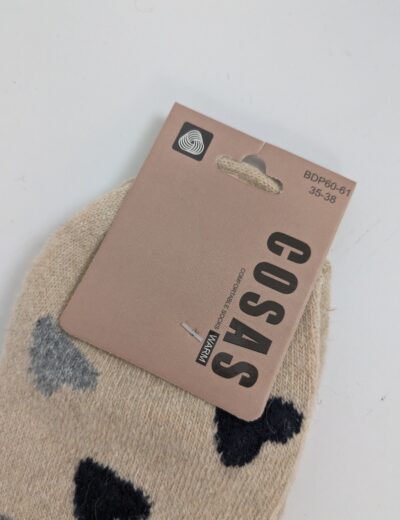 BDP60-61
35-38
COSAS
COMFORTABLE SOCKS
WARM